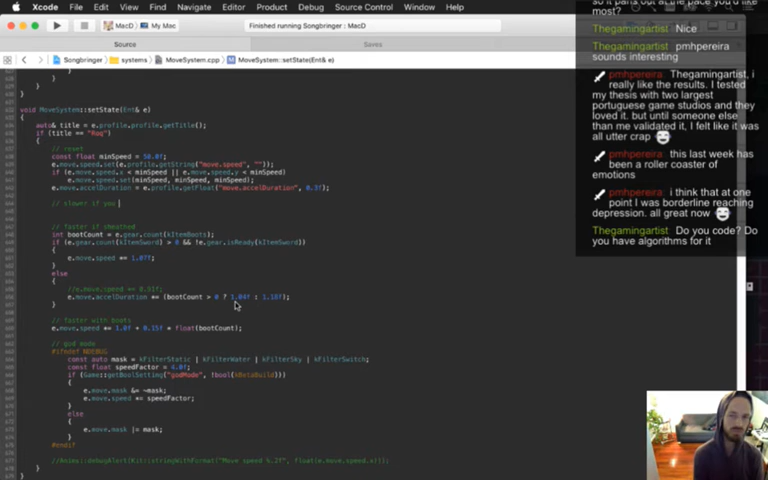 Xcode File Edit View Find Navigate Editor Product Debug Source Control Window Help
MacD My Mac
Finished running Songbringer : MacD
Source
Saves
Songbringer systems MoveSystem.cpp MoveSystem::setState(Ent& e)
void MoveSystem::setState(Ent& e)
{
auto& title = e.profile.profile.getTitle();
if (title == "Roq")
{
// reset
const float minSpeed = 50.0f;
e.move.speed.set(e.profile.getString("move.speed", ""));
if (e.move.speed.x < minSpeed || e.move.speed.y < minSpeed)
e.move.speed.set(minSpeed, minSpeed, minSpeed);
e.move.accelDuration = e.profile.getFloat("move.accelDuration", 0.3f);
// slower if you
// faster if sheathed
int bootCount = e.gear.count(kItemBoots);
if (e.gear.count(kItemSword) > 0 && !e.gear.isReady(kItemSword))
{
e.move.speed *= 1.07f;
}
else
{
//e.move.speed *= 0.91f;
e.move.accelDuration *= (bootCount > 0 ? 1.04f : 1.18f);
}
// faster with boots
e.move.speed *= 1.0f + 0.15f * float(bootCount);
// god mode
#ifndef NDEBUG
const auto mask = kFilterStatic | kFilterWater | kFilterSky | kFilterSwitch;
const float speedFactor = 4.0f;
if (Game::getBoolSetting("godMode", !bool(kBetaBuild)))
{
e.move.mask &= ~mask;
e.move.speed *= speedFactor;
}
else
{
e.move.mask |= mask;
}
#endif
//Anima::debugAlert(Kit::stringWithFormat("Move speed %.2f", float(e.move.speed.x)));
}
most?
Thegamingartist Nice
Thegamingartist pmhpereira
sounds interesting
pmhpereira Thegamingartist, i
really like the results. I tested
my thesis with two largest
portuguese game studios and they
loved it. but until someone else
than me validated it, I felt like it was
all utter crap
pmhpereira this last week has
been a roller coaster of
emotions
pmhpereira i think that at one
point I was borderline reaching
depression. all great now
Thegamingartist Do you code? Do
you have algorithms for it